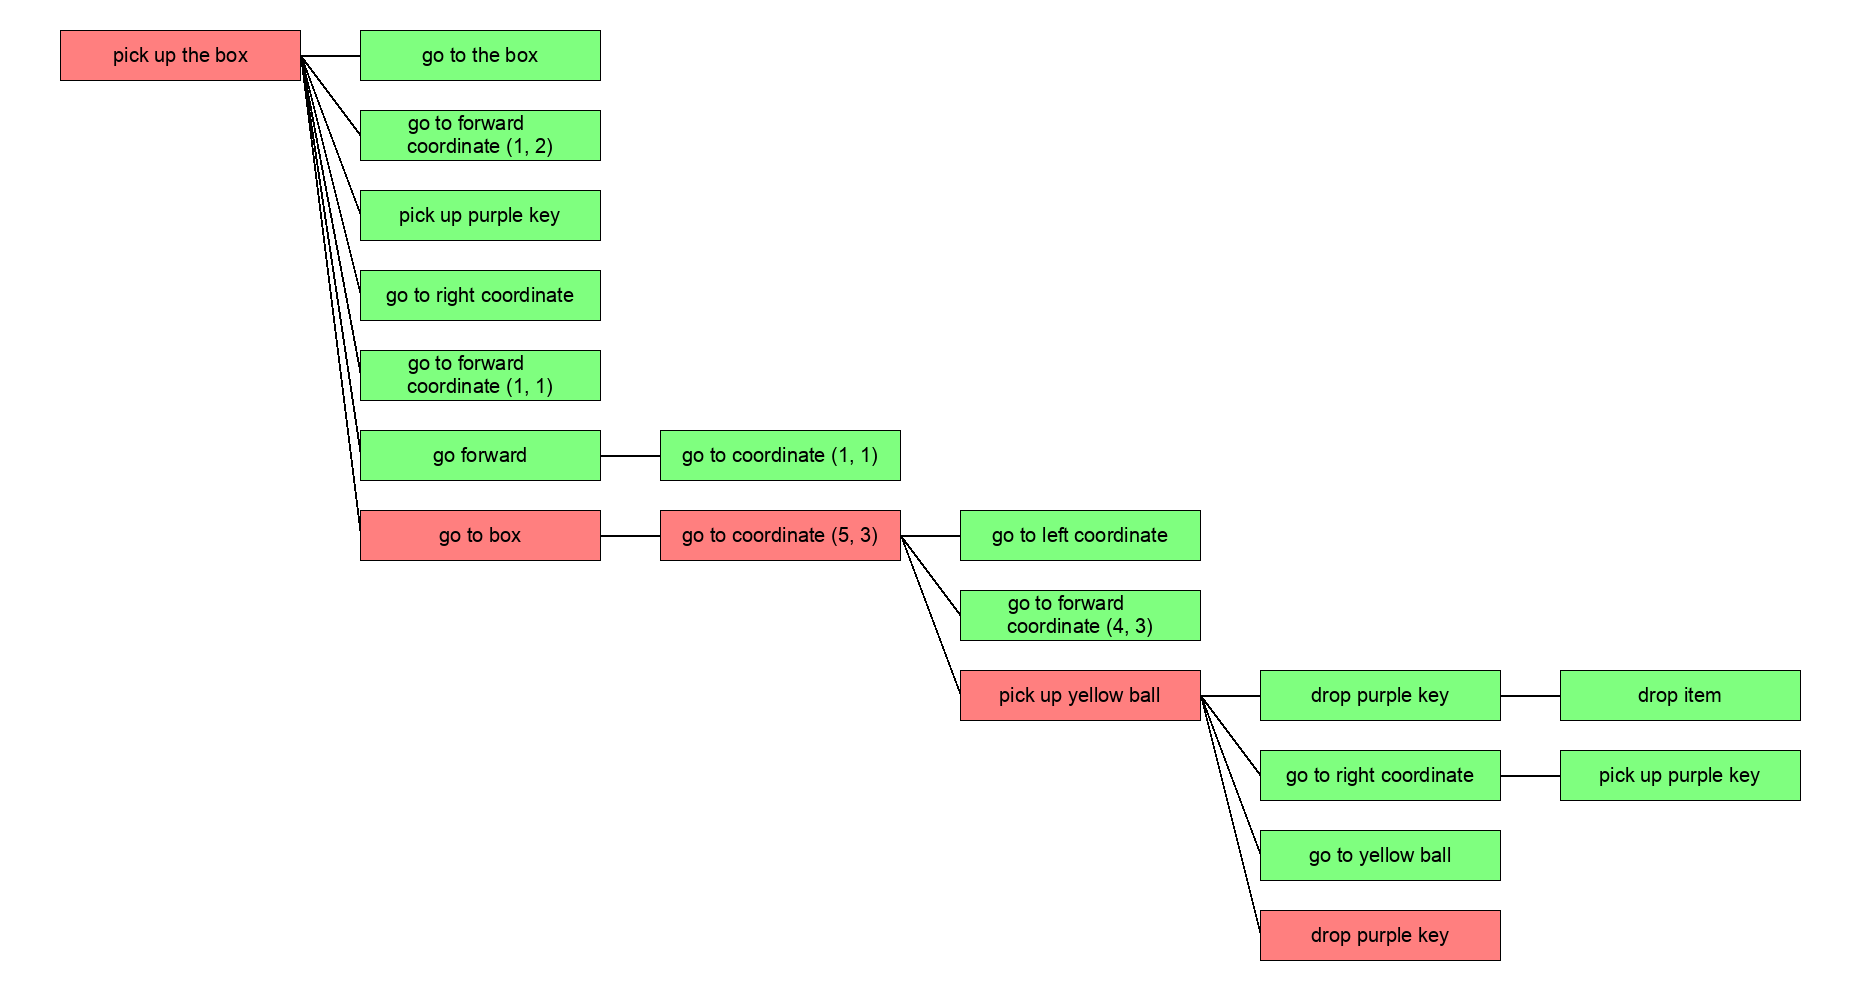 pick up the box
go to the box
go to forward
coordinate (1, 2)
pick up purple key
go to right coordinate
go to forward
coordinate (1, 1)
go forward
go to coordinate (1, 1)
go to box
go to coordinate (5, 3)
go to left coordinate
go to forward
coordinate (4, 3)
pick up yellow ball
drop purple key
drop item
go to right coordinate
pick up purple key
go to yellow ball
drop purple key